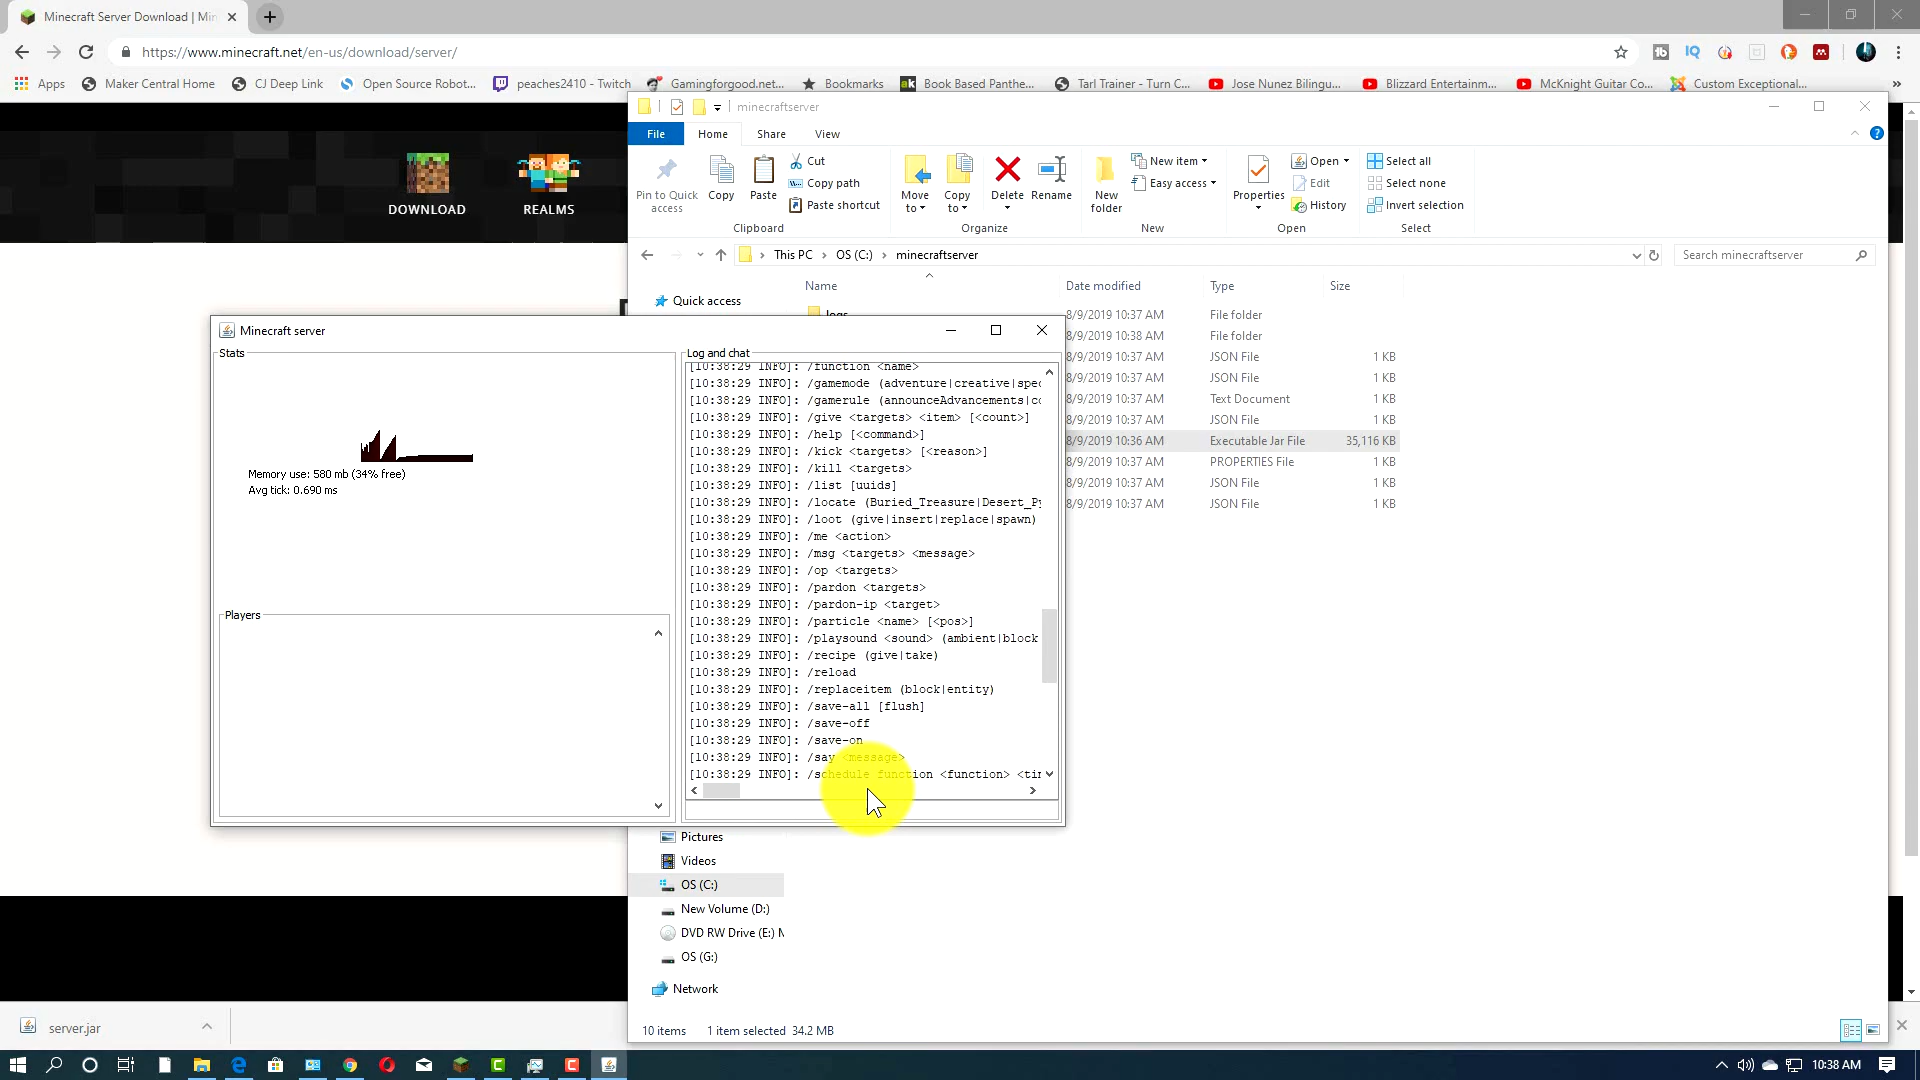 Minecraft Server Download | Min
https://www.minecraft.net/en-us/download/server/
Apps
Maker Central Home
CJ Deep Link
Open Source Robot...
peaches2410 - Twitch
Gamingforgood.net...
Bookmarks
Book Based Panthe...
Tarl Trainer - Turn C...
Jose Nunez Bilingu...
Blizzard Entertainm...
McKnight Guitar Co...
Custom Exceptional...
»
DOWNLOAD
REALMS
minecraftserver
File
Home
Share
View
Pin to Quick
access
Copy
Paste
Cut
Copy path
Paste shortcut
Clipboard
Move
to
Copy
to
Delete
Rename
Organize
New
folder
New item
Easy access
New
Properties
Open
Edit
History
Open
Select all
Select none
Invert selection
Select
This PC
OS (C:)
minecraftserver
Search minecraftserver
Name
Date modified
Type
Size
Quick access
logs
8/9/2019 10:37 AM File folder
8/9/2019 10:38 AM File folder
8/9/2019 10:37 AM JSON File 1 KB
8/9/2019 10:37 AM JSON File 1 KB
8/9/2019 10:37 AM Text Document 1 KB
8/9/2019 10:37 AM JSON File 1 KB
8/9/2019 10:36 AM Executable Jar File 35,116 KB
8/9/2019 10:37 AM PROPERTIES File 1 KB
8/9/2019 10:37 AM JSON File 1 KB
8/9/2019 10:37 AM JSON File 1 KB
Minecraft server
Stats
Memory use: 580 mb (34% free)
Avg tick: 0.690 ms
Players
Log and chat
[10:38:29 INFO]: /function <name>
[10:38:29 INFO]: /gamemode (adventure|creative|spec
[10:38:29 INFO]: /gamerule (announceAdvancements|co
[10:38:29 INFO]: /give <targets> <item> [<count>]
[10:38:29 INFO]: /help [<command>]
[10:38:29 INFO]: /kick <targets> [<reason>]
[10:38:29 INFO]: /kill <targets>
[10:38:29 INFO]: /list [uuids]
[10:38:29 INFO]: /locate (Buried_Treasure|Desert_Py
[10:38:29 INFO]: /loot (give|insert|replace|spawn)
[10:38:29 INFO]: /me <action>
[10:38:29 INFO]: /msg <targets> <message>
[10:38:29 INFO]: /op <targets>
[10:38:29 INFO]: /pardon <targets>
[10:38:29 INFO]: /pardon-ip <target>
[10:38:29 INFO]: /particle <name> [<pos>]
[10:38:29 INFO]: /playsound <sound> (ambient|block
[10:38:29 INFO]: /recipe (give|take)
[10:38:29 INFO]: /reload
[10:38:29 INFO]: /replaceitem (block|entity)
[10:38:29 INFO]: /save-all [flush]
[10:38:29 INFO]: /save-off
[10:38:29 INFO]: /save-on
[10:38:29 INFO]: /say <message>
[10:38:29 INFO]: /schedule function <function> <tim
Pictures
Videos
OS (C:)
New Volume (D:)
DVD RW Drive (E:) M
OS (G:)
Network
10 items
1 item selected 34.2 MB
server.jar
10:38 AM